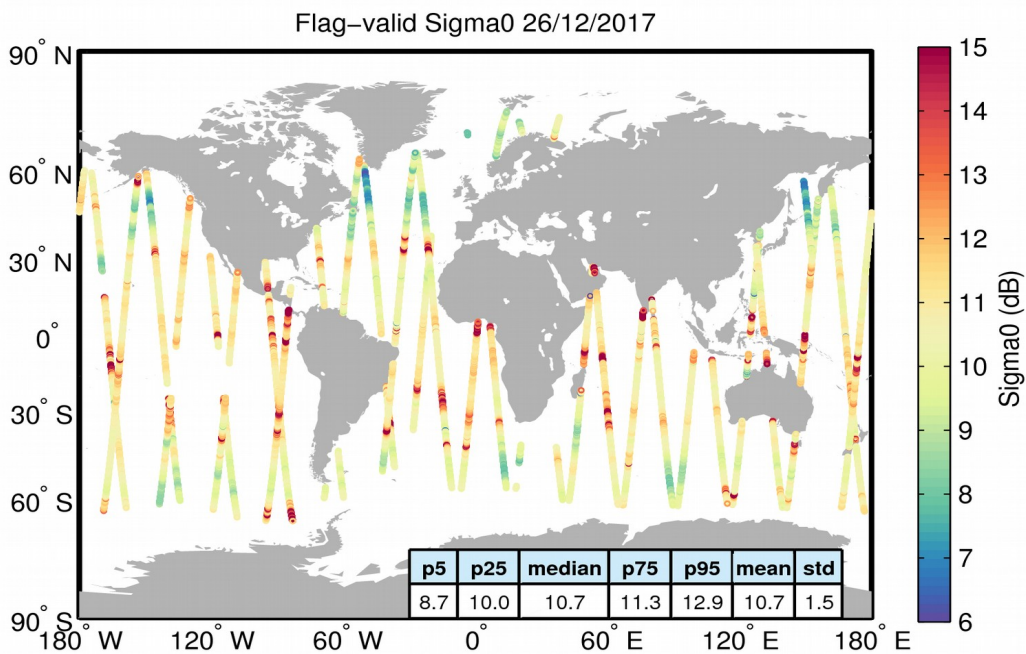 Flag−valid Sigma0 26/12/2017
90° N
60° N
30° N
0°
30° S
60° S
90° S
180° W
120° W
60° W
0°
60° E
120° E
180° E
p5 p25 median p75 p95 mean std
8.7 10.0 10.7 11.3 12.9 10.7 1.5
15
14
13
12
11
10
9
8
7
6
Sigma0 (dB)